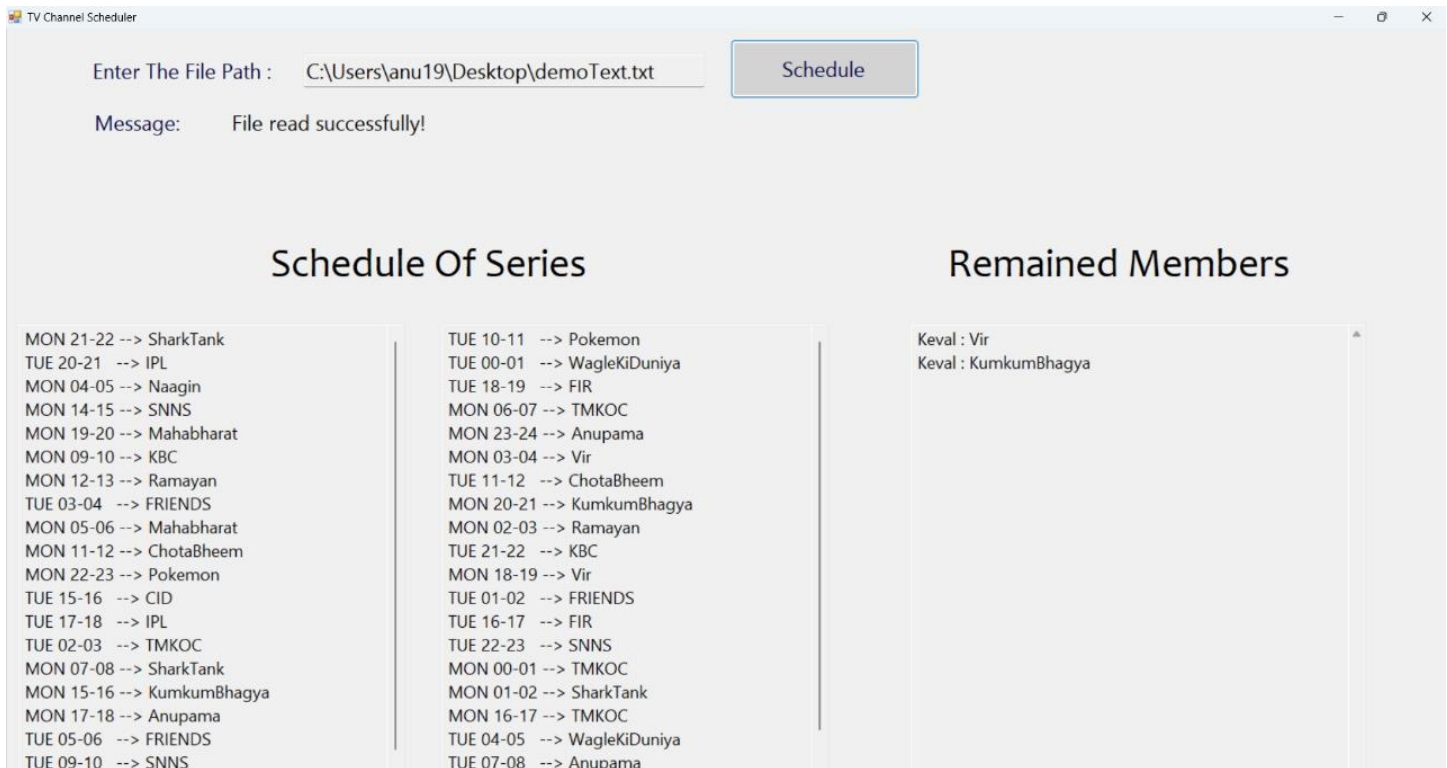 TV Channel Scheduler
Enter The File Path : C:\Users\anu19\Desktop\demoText.txt Schedule
Message: File read successfully!
Schedule Of Series
MON 21-22 --> SharkTank
TUE 20-21 --> IPL
MON 04-05 --> Naagin
MON 14-15 --> SNNS
MON 19-20 --> Mahabharat
MON 09-10 --> KBC
MON 12-13 --> Ramayan
TUE 03-04 --> FRIENDS
MON 05-06 --> Mahabharat
MON 11-12 --> ChotaBheem
MON 22-23 --> Pokemon
TUE 15-16 --> CID
TUE 17-18 --> IPL
TUE 02-03 --> TMKOC
MON 07-08 --> SharkTank
MON 15-16 --> KumkumBhagya
MON 17-18 --> Anupama
TUE 05-06 --> FRIENDS
TUE 09-10 --> SNNS
TUE 10-11 --> Pokemon
TUE 00-01 --> WagleKiDuniya
TUE 18-19 --> FIR
MON 06-07 --> TMKOC
MON 23-24 --> Anupama
MON 03-04 --> Vir
TUE 11-12 --> ChotaBheem
MON 20-21 --> KumkumBhagya
MON 02-03 --> Ramayan
TUE 21-22 --> KBC
MON 18-19 --> Vir
TUE 01-02 --> FRIENDS
TUE 16-17 --> FIR
TUE 22-23 --> SNNS
MON 00-01 --> TMKOC
MON 01-02 --> SharkTank
MON 16-17 --> TMKOC
TUE 04-05 --> WagleKiDuniya
TUE 07-08 --> Anupama
Remained Members
Keval : Vir
Keval : KumkumBhagya